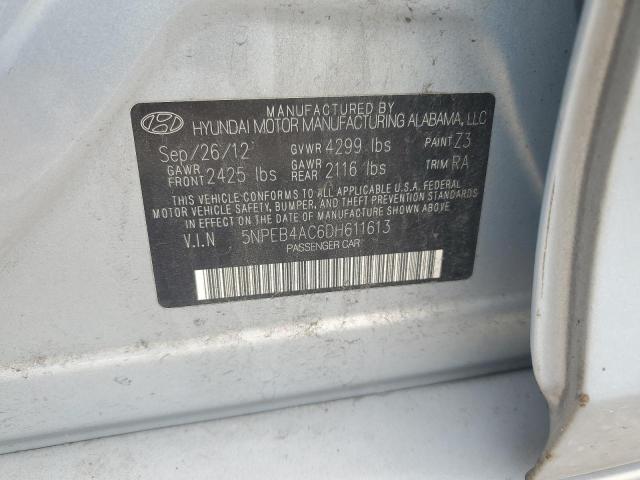 MANUFACTURED BY
HYUNDAI MOTOR MANUFACTURING ALABAMA, LLC
Sep/26/12 GVWR 4299 lbs PAINT Z3
GAWR FRONT 2425 lbs GAWR REAR 2116 lbs TRIM RA
THIS VEHICLE CONFORMS TO ALL APPLICABLE U.S.A. FEDERAL
MOTOR VEHICLE SAFETY, BUMPER, AND THEFT PREVENTION STANDARDS
IN EFFECT ON THE DATE OF MANUFACTURE SHOWN ABOVE.
V.I.N 5NPEB4AC6DH611613
PASSENGER CAR